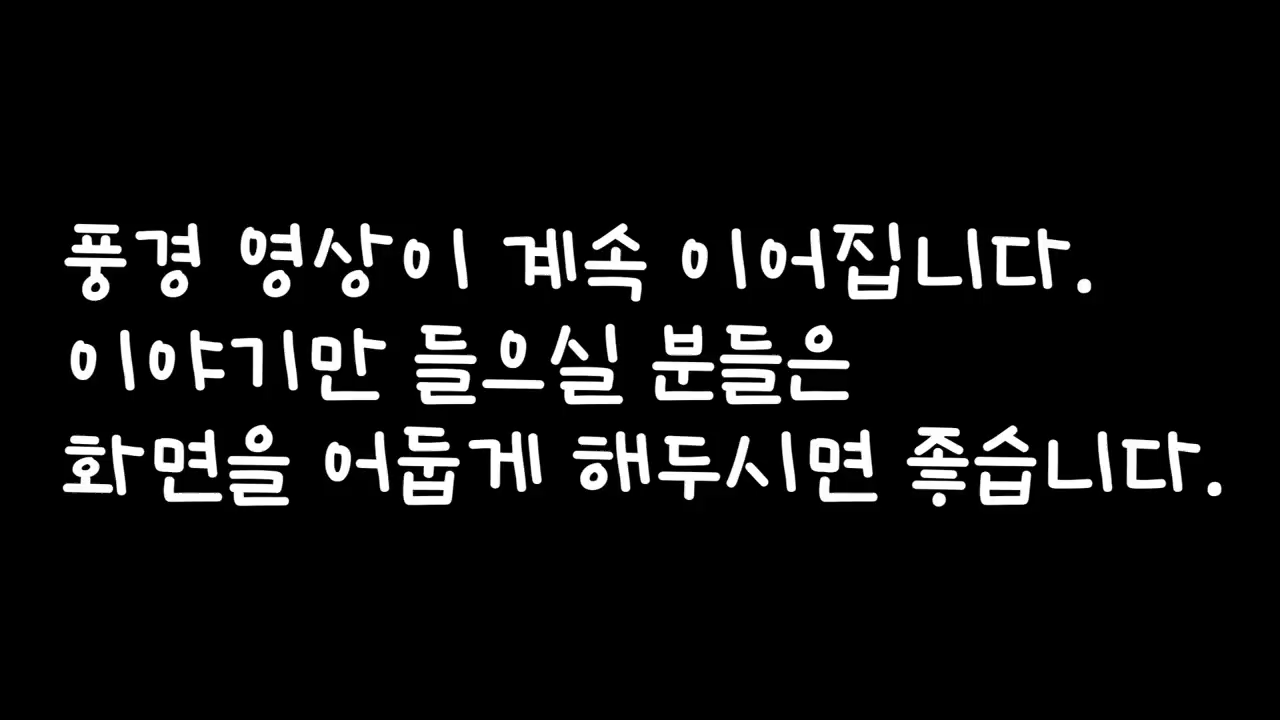 풍경 영상이 계속 이어집니다.
이야기만 들으실 분들은
화면을 어둡게 해두시면 좋습니다.